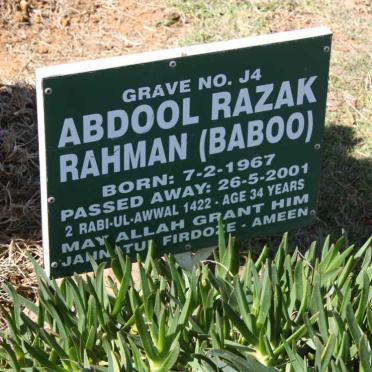 GRAVE NO. J4
ABDOOL RAZAK
RAHMAN (BABOO)
BORN: 7-2-1967
PASSED AWAY: 26-5-2001
2 RABI-UL-AWWAL 1422 - AGE 34 YEARS
MAY ALLAH GRANT HIM
JANNATU FIRDOZE - AMEEN